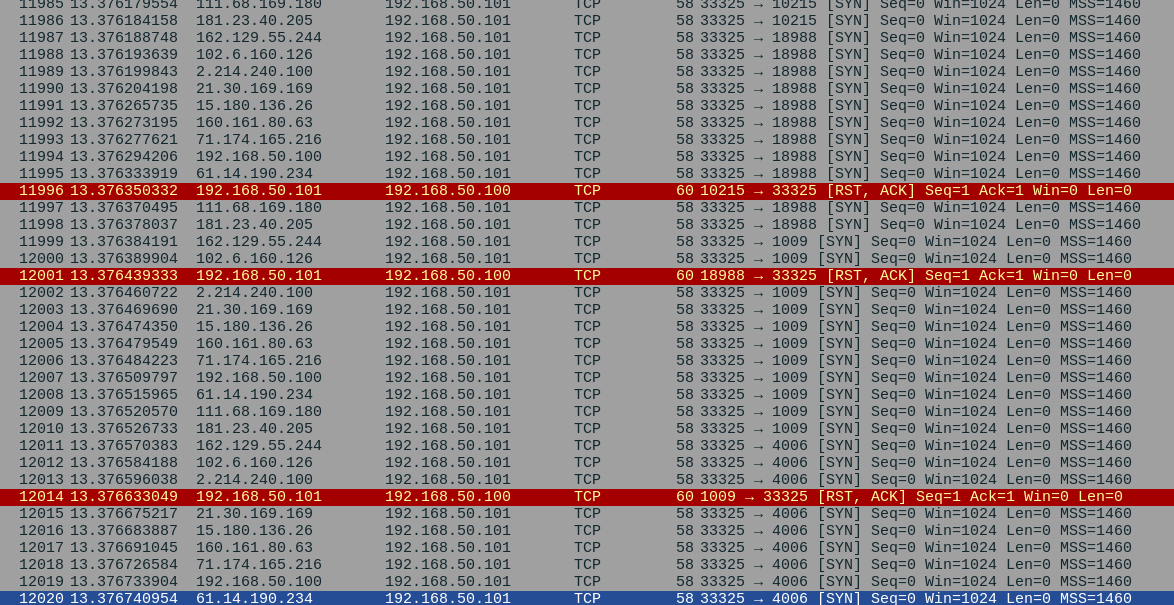 11985 13.376179554 111.68.169.180 192.168.50.101 TCP 58 33325 → 10215 [SYN] Seq=0 Win=1024 Len=0 MSS=1460
11986 13.376184158 181.23.40.205 192.168.50.101 TCP 58 33325 → 10215 [SYN] Seq=0 Win=1024 Len=0 MSS=1460
11987 13.376188748 162.129.55.244 192.168.50.101 TCP 58 33325 → 18988 [SYN] Seq=0 Win=1024 Len=0 MSS=1460
11988 13.376193639 102.6.160.126 192.168.50.101 TCP 58 33325 → 18988 [SYN] Seq=0 Win=1024 Len=0 MSS=1460
11989 13.376199843 2.214.240.100 192.168.50.101 TCP 58 33325 → 18988 [SYN] Seq=0 Win=1024 Len=0 MSS=1460
11990 13.376204198 21.30.169.169 192.168.50.101 TCP 58 33325 → 18988 [SYN] Seq=0 Win=1024 Len=0 MSS=1460
11991 13.376265735 15.180.136.26 192.168.50.101 TCP 58 33325 → 18988 [SYN] Seq=0 Win=1024 Len=0 MSS=1460
11992 13.376273195 160.161.80.63 192.168.50.101 TCP 58 33325 → 18988 [SYN] Seq=0 Win=1024 Len=0 MSS=1460
11993 13.376277621 71.174.165.216 192.168.50.101 TCP 58 33325 → 18988 [SYN] Seq=0 Win=1024 Len=0 MSS=1460
11994 13.376294206 192.168.50.100 192.168.50.101 TCP 58 33325 → 18988 [SYN] Seq=0 Win=1024 Len=0 MSS=1460
11995 13.376333919 61.14.190.234 192.168.50.101 TCP 58 33325 → 18988 [SYN] Seq=0 Win=1024 Len=0 MSS=1460
11996 13.376350332 192.168.50.101 192.168.50.100 TCP 60 10215 → 33325 [RST, ACK] Seq=1 Ack=1 Win=0 Len=0
11997 13.376370495 111.68.169.180 192.168.50.101 TCP 58 33325 → 18988 [SYN] Seq=0 Win=1024 Len=0 MSS=1460
11998 13.376378037 181.23.40.205 192.168.50.101 TCP 58 33325 → 18988 [SYN] Seq=0 Win=1024 Len=0 MSS=1460
11999 13.376384191 162.129.55.244 192.168.50.101 TCP 58 33325 → 1009 [SYN] Seq=0 Win=1024 Len=0 MSS=1460
12000 13.376389904 102.6.160.126 192.168.50.101 TCP 58 33325 → 1009 [SYN] Seq=0 Win=1024 Len=0 MSS=1460
12001 13.376439333 192.168.50.101 192.168.50.100 TCP 60 18988 → 33325 [RST, ACK] Seq=1 Ack=1 Win=0 Len=0
12002 13.376460722 2.214.240.100 192.168.50.101 TCP 58 33325 → 1009 [SYN] Seq=0 Win=1024 Len=0 MSS=1460
12003 13.376469690 21.30.169.169 192.168.50.101 TCP 58 33325 → 1009 [SYN] Seq=0 Win=1024 Len=0 MSS=1460
12004 13.376474350 15.180.136.26 192.168.50.101 TCP 58 33325 → 1009 [SYN] Seq=0 Win=1024 Len=0 MSS=1460
12005 13.376479549 160.161.80.63 192.168.50.101 TCP 58 33325 → 1009 [SYN] Seq=0 Win=1024 Len=0 MSS=1460
12006 13.376484223 71.174.165.216 192.168.50.101 TCP 58 33325 → 1009 [SYN] Seq=0 Win=1024 Len=0 MSS=1460
12007 13.376509797 192.168.50.100 192.168.50.101 TCP 58 33325 → 1009 [SYN] Seq=0 Win=1024 Len=0 MSS=1460
12008 13.376515965 61.14.190.234 192.168.50.101 TCP 58 33325 → 1009 [SYN] Seq=0 Win=1024 Len=0 MSS=1460
12009 13.376520570 111.68.169.180 192.168.50.101 TCP 58 33325 → 1009 [SYN] Seq=0 Win=1024 Len=0 MSS=1460
12010 13.376526733 181.23.40.205 192.168.50.101 TCP 58 33325 → 1009 [SYN] Seq=0 Win=1024 Len=0 MSS=1460
12011 13.376570383 162.129.55.244 192.168.50.101 TCP 58 33325 → 4006 [SYN] Seq=0 Win=1024 Len=0 MSS=1460
12012 13.376584188 102.6.160.126 192.168.50.101 TCP 58 33325 → 4006 [SYN] Seq=0 Win=1024 Len=0 MSS=1460
12013 13.376596038 2.214.240.100 192.168.50.101 TCP 58 33325 → 4006 [SYN] Seq=0 Win=1024 Len=0 MSS=1460
12014 13.376633049 192.168.50.101 192.168.50.100 TCP 60 1009 → 33325 [RST, ACK] Seq=1 Ack=1 Win=0 Len=0
12015 13.376675217 21.30.169.169 192.168.50.101 TCP 58 33325 → 4006 [SYN] Seq=0 Win=1024 Len=0 MSS=1460
12016 13.376683887 15.180.136.26 192.168.50.101 TCP 58 33325 → 4006 [SYN] Seq=0 Win=1024 Len=0 MSS=1460
12017 13.376691045 160.161.80.63 192.168.50.101 TCP 58 33325 → 4006 [SYN] Seq=0 Win=1024 Len=0 MSS=1460
12018 13.376726584 71.174.165.216 192.168.50.101 TCP 58 33325 → 4006 [SYN] Seq=0 Win=1024 Len=0 MSS=1460
12019 13.376733904 192.168.50.100 192.168.50.101 TCP 58 33325 → 4006 [SYN] Seq=0 Win=1024 Len=0 MSS=1460
12020 13.376740954 61.14.190.234 192.168.50.101 TCP 58 33325 → 4006 [SYN] Seq=0 Win=1024 Len=0 MSS=1460